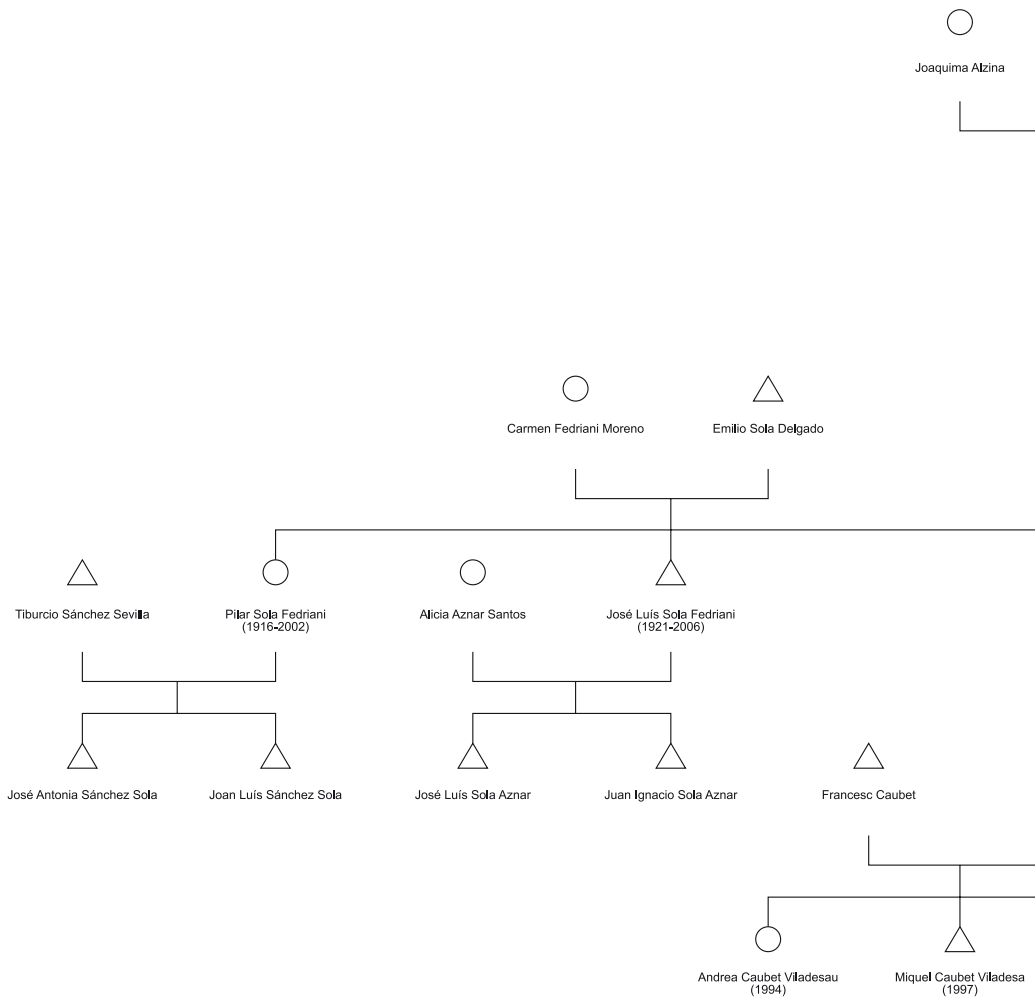 Joaquima Alzina
Carmen Fedriani Moreno
Emilio Sola Delgado
Tiburcio Sánchez Sevilla
Pilar Sola Fedriani
(1916-2002)
Alicia Aznar Santos
José Luís Sola Fedriani
(1921-2006)
José Antonia Sánchez Sola
Joan Luís Sánchez Sola
José Luís Sola Aznar
Juan Ignacio Sola Aznar
Francesc Caubet
Andrea Caubet Viladesau
(1994)
Miquel Caubet Viladesa
(1997)